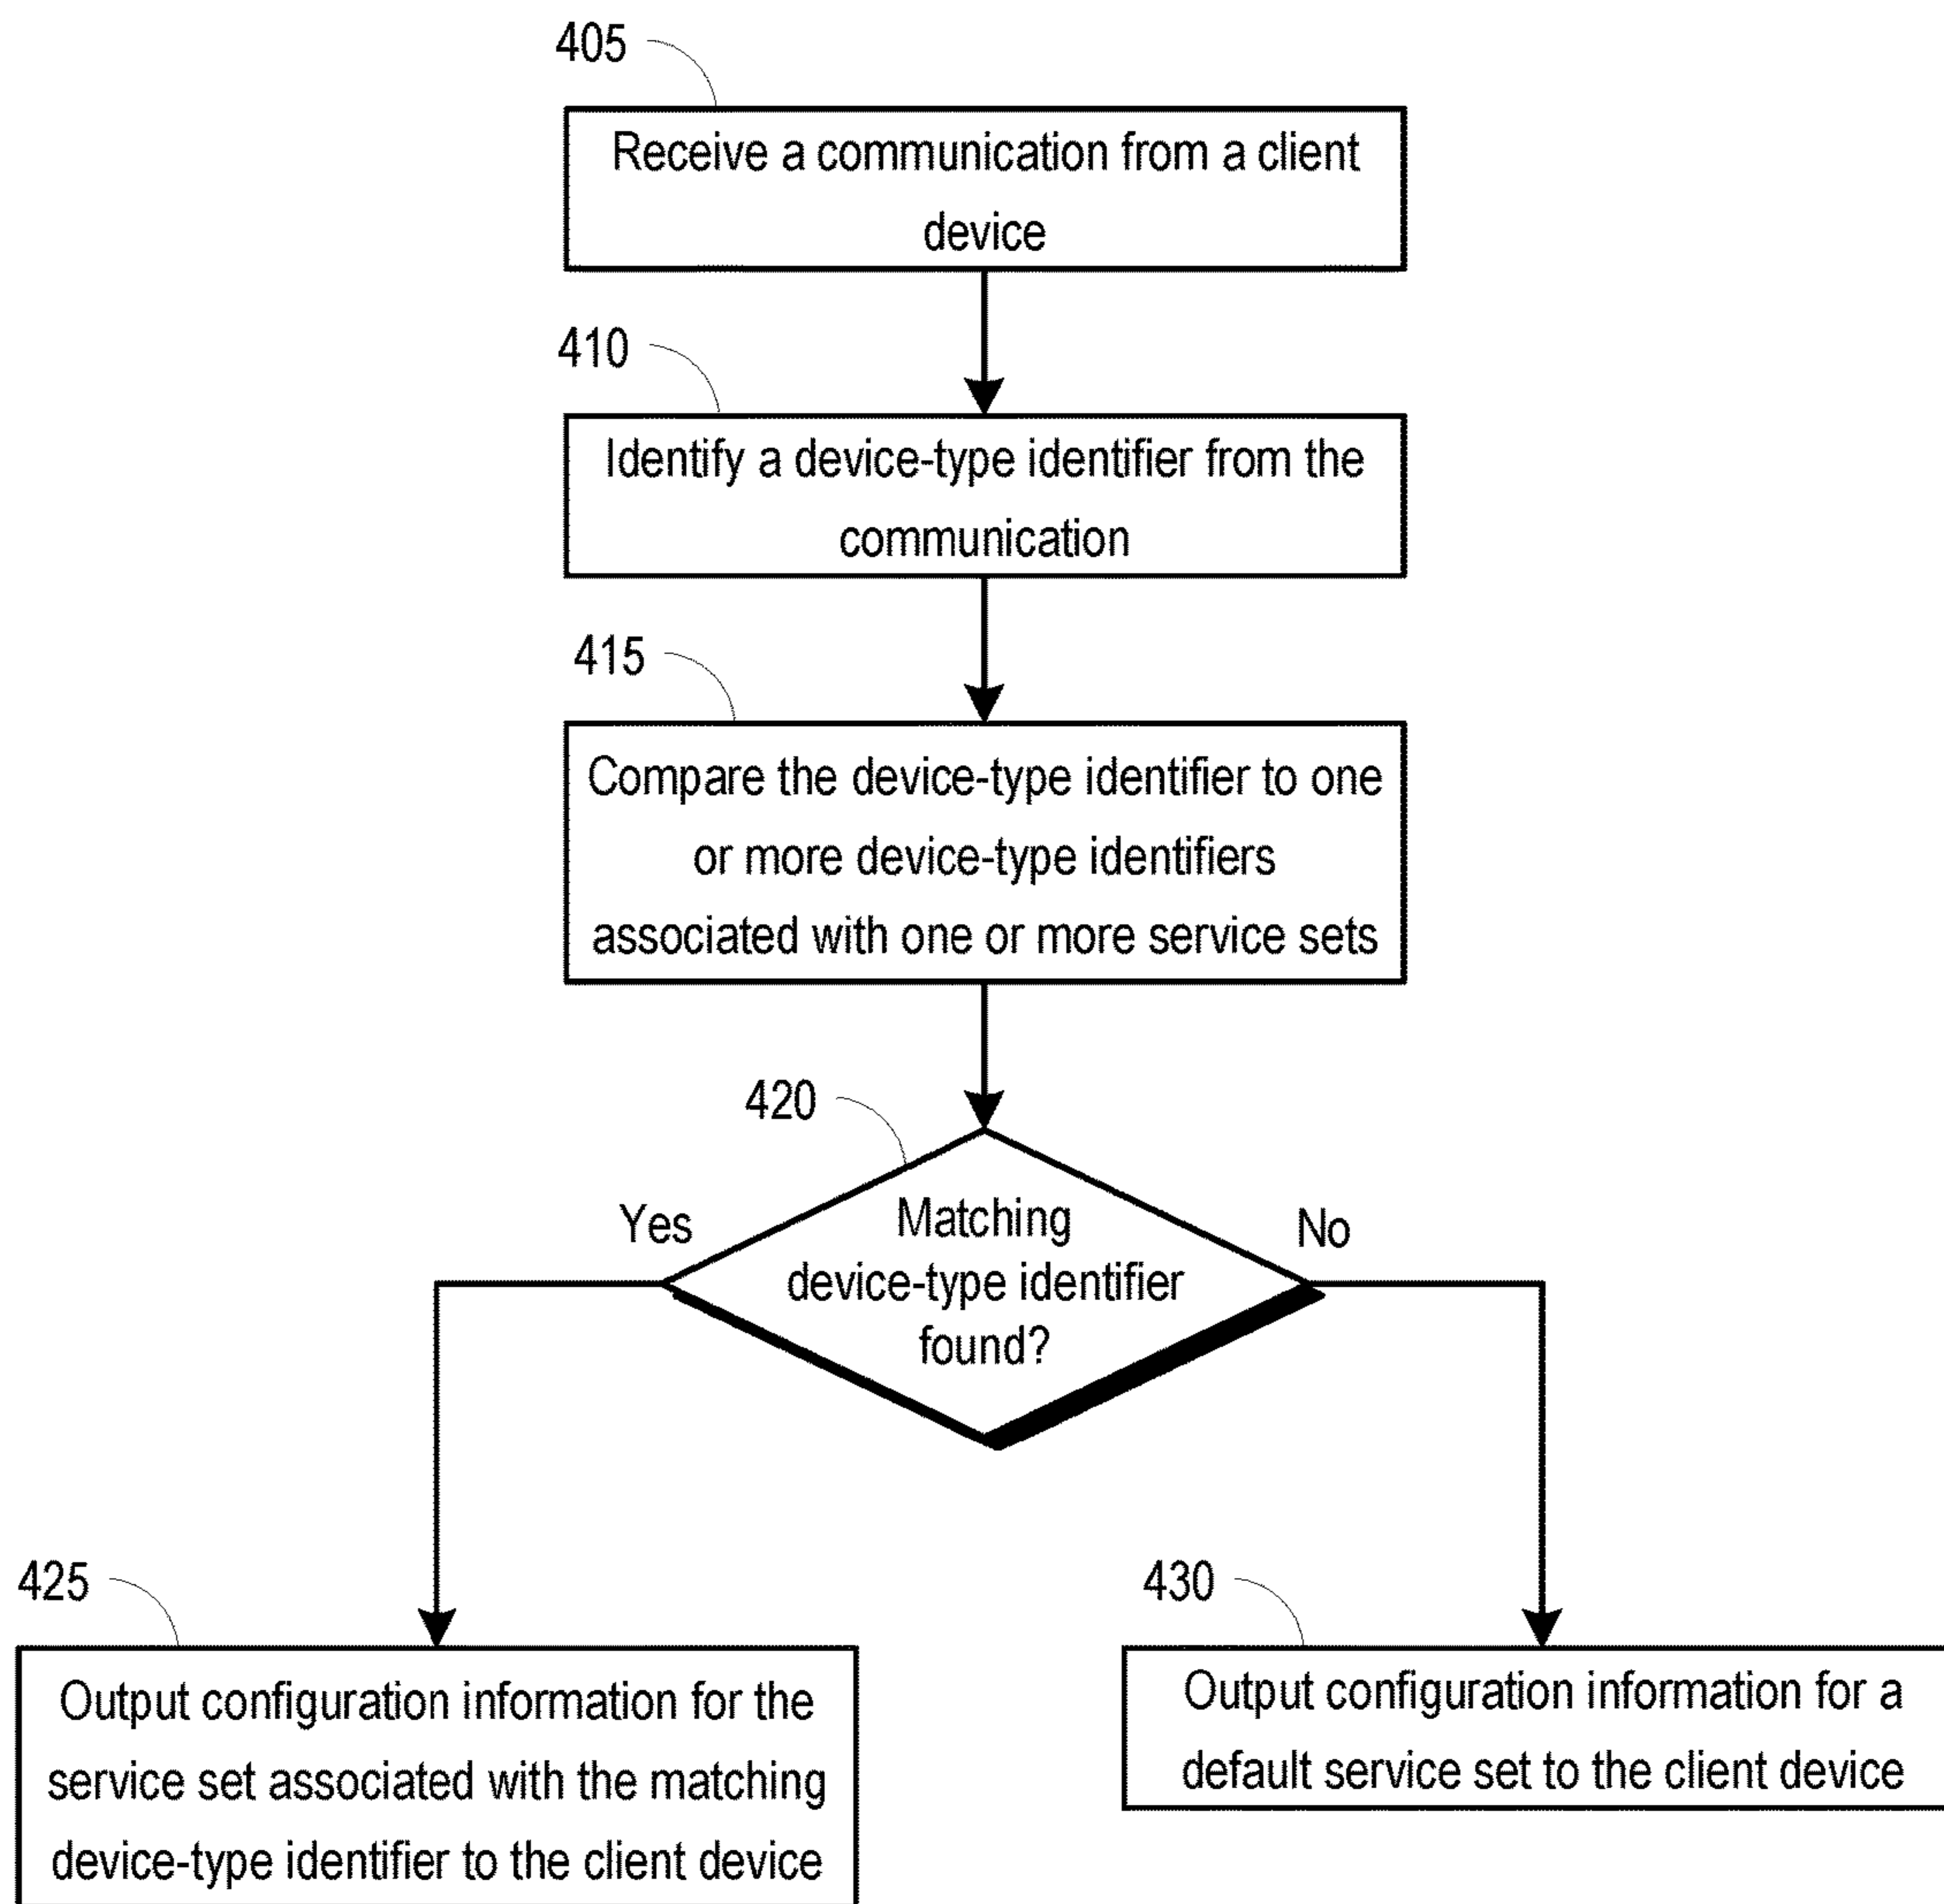 405
Receive a communication from a client
device
410
Identify a device-type identifier from the
communication
415
Compare the device-type identifier to one
or more device-type identifiers
associated with one or more service sets
420
Yes
No
Matching
device-type identifier
found?
425
Output configuration information for the
service set associated with the matching
device-type identifier to the client device
430
Output configuration information for a
default service set to the client device